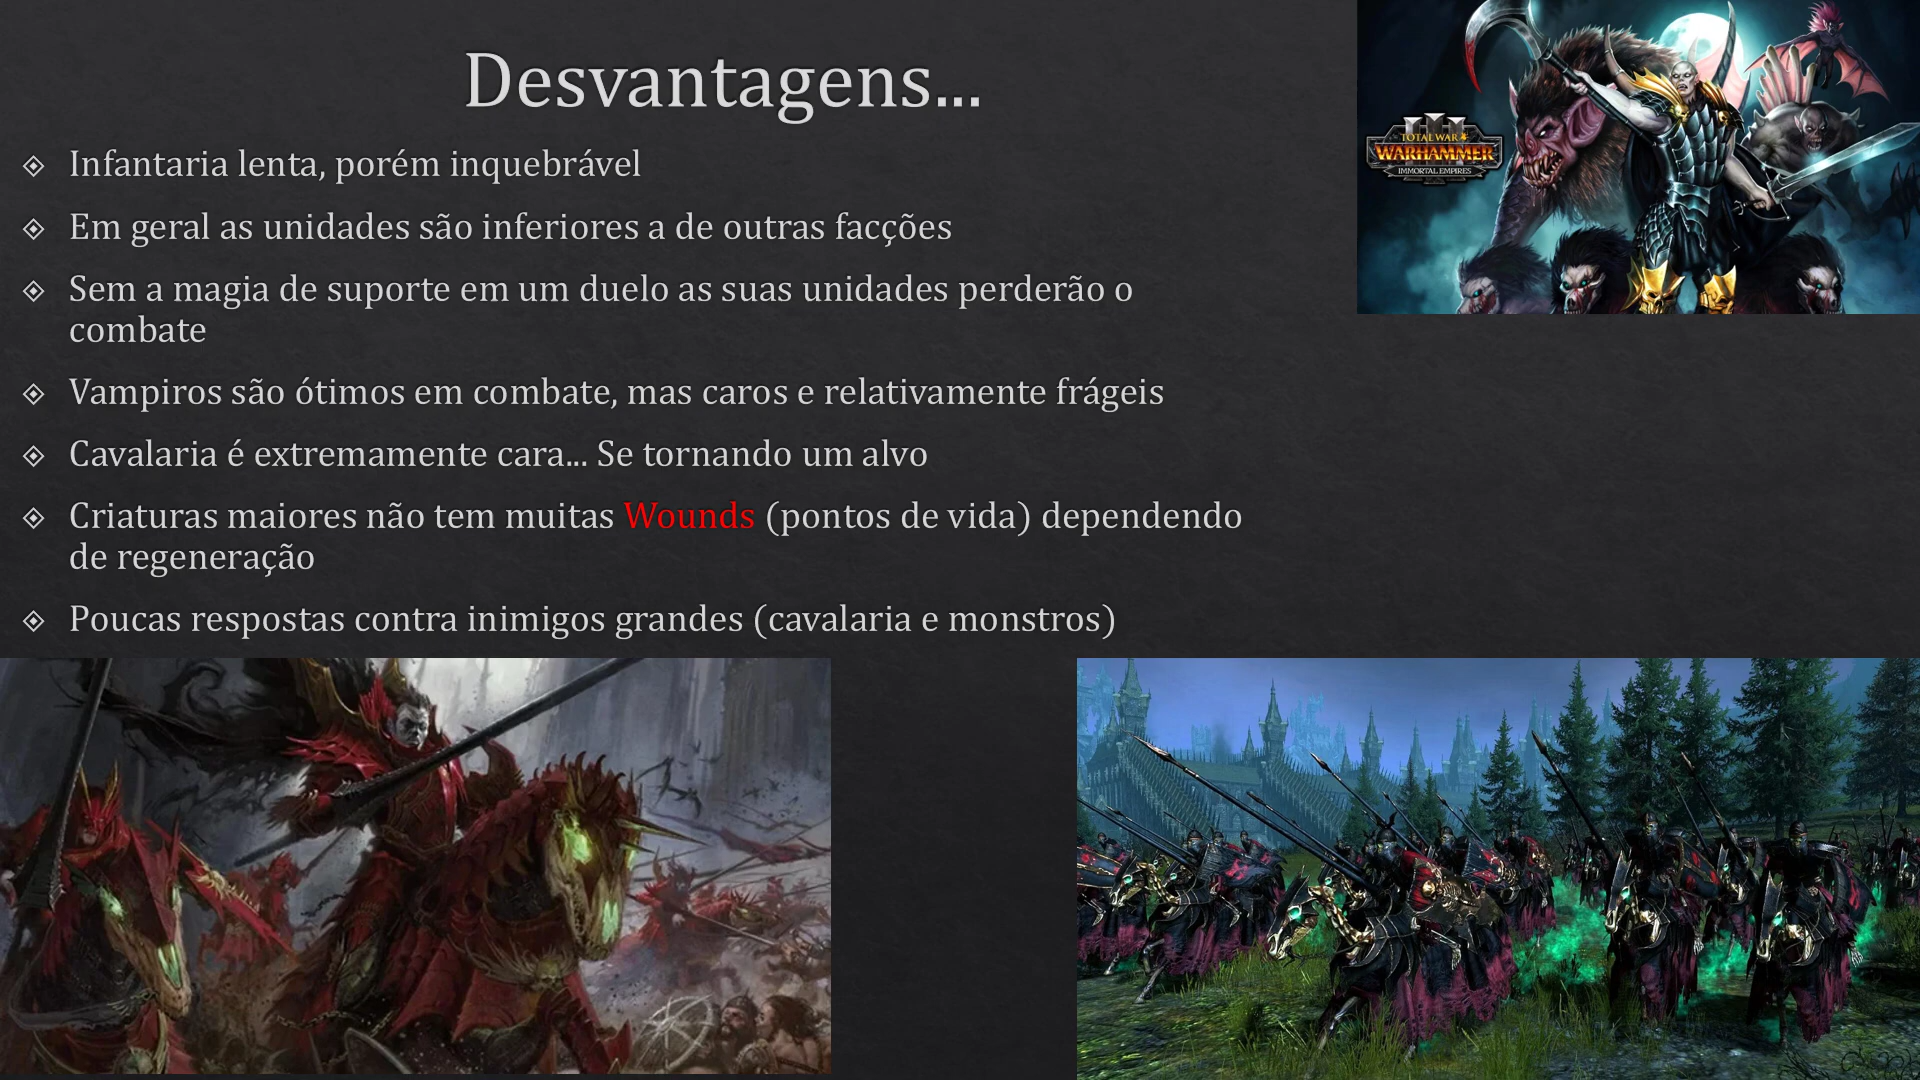 Desvantagens...
Infantaria lenta, porém inquebrável
Em geral as unidades são inferiores a de outras facções
Sem a magia de suporte em um duelo as suas unidades perderão o
combate
Vampiros são ótimos em combate, mas caros e relativamente frágeis
Cavalaria é extremamente cara... Se tornando um alvo
Criaturas maiores não tem muitas Wounds (pontos de vida) dependendo
de regeneração
Poucas respostas contra inimigos grandes (cavalaria e monstros)
TOTAL WAR
WARHAMMER
III
IMMORTAL EMPIRES